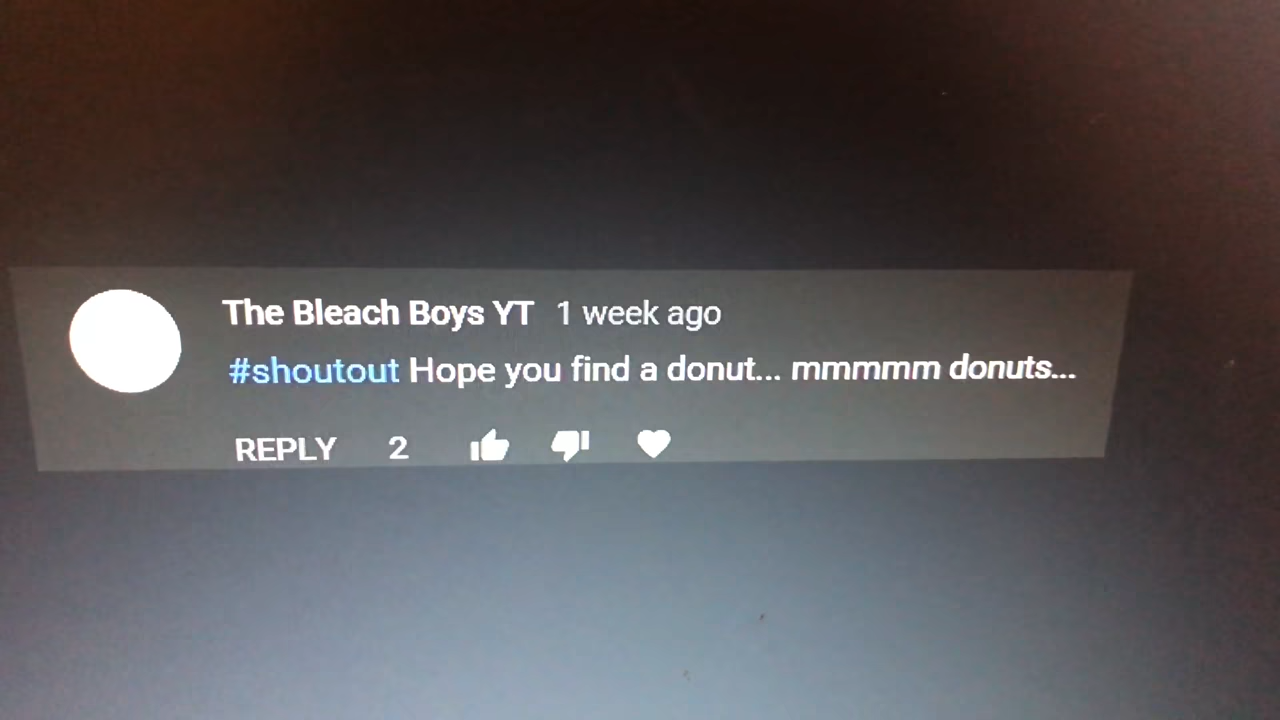 The Bleach Boys YT 1 week ago
#shoutout Hope you find a donut... mmmmm donuts...
REPLY 2